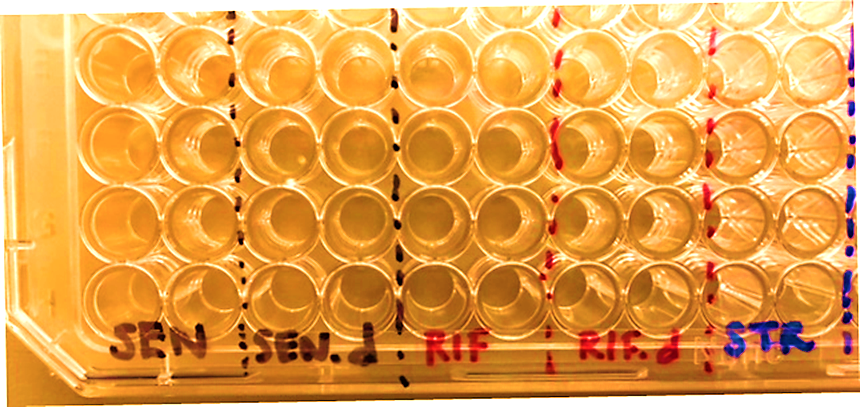 SEN SEN.d RIF RIF.d STR